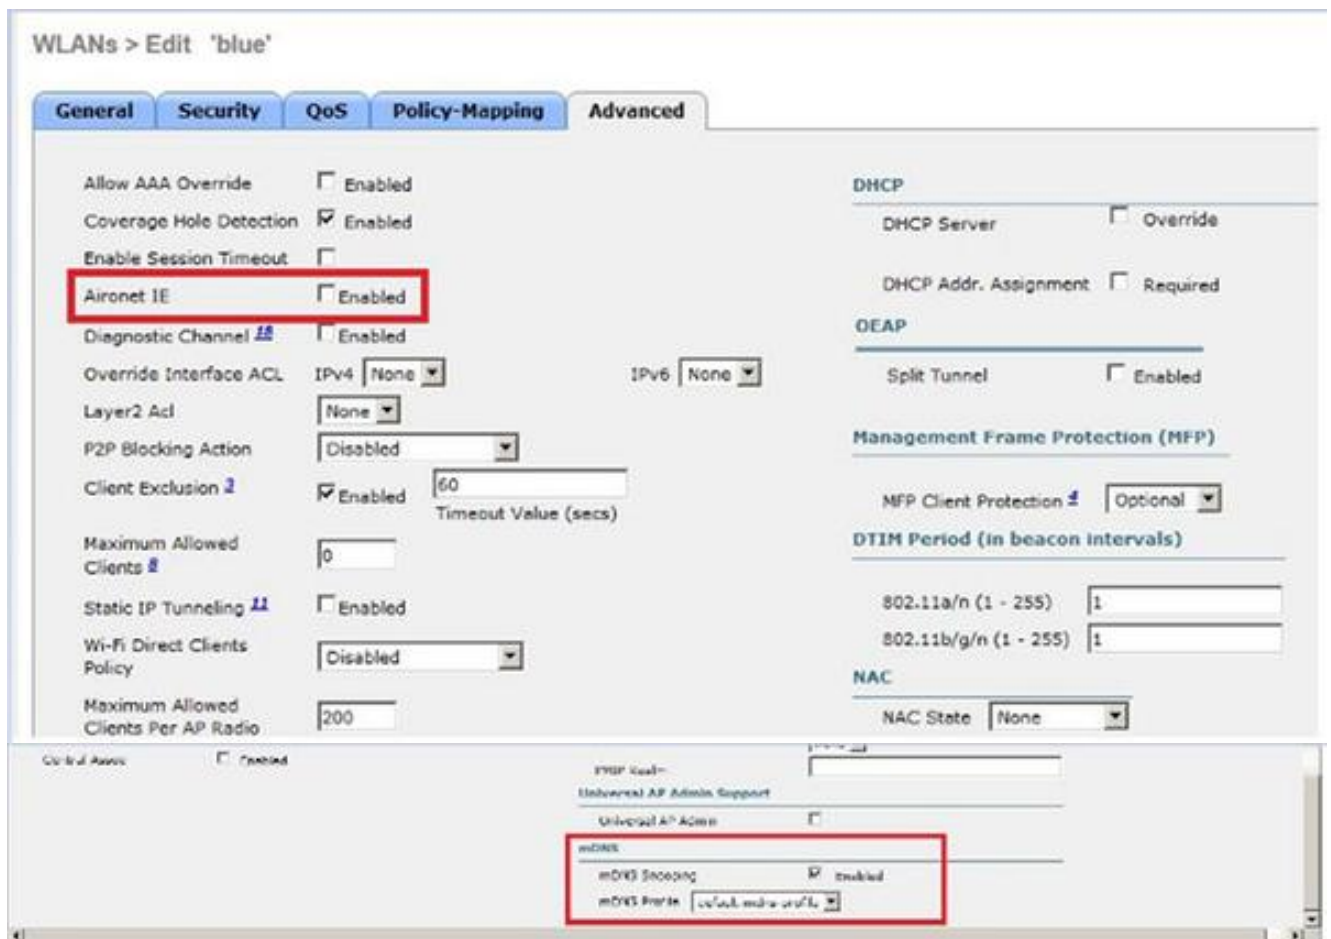 WLANs > Edit 'blue'
General Security QoS Policy-Mapping Advanced
Allow AAA Override Enabled
Coverage Hole Detection Enabled
Enable Session Timeout
Aironet IE Enabled
Diagnostic Channel 18 Enabled
Override Interface ACL IPv4 None IPv6 None
Layer2 Acl None
P2P Blocking Action Disabled
Client Exclusion 3 Enabled 60
Timeout Value (secs)
Maximum Allowed
Clients 8 0
Static IP Tunneling 11 Enabled
Wi-Fi Direct Clients
Policy Disabled
Maximum Allowed
Clients Per AP Radio 200
DHCP
DHCP Server Override
DHCP Addr. Assignment Required
OEAP
Split Tunnel Enabled
Management Frame Protection (MFP)
MFP Client Protection 4 Optional
DTIM Period (in beacon intervals)
802.11a/n (1 - 255) 1
802.11b/g/n (1 - 255) 1
NAC
NAC State None
Enabled
Universal AP Admin Support
Universal AP Admin
mDNS
mDNS Snooping Enabled
mDNS Profile default-mdns-profile